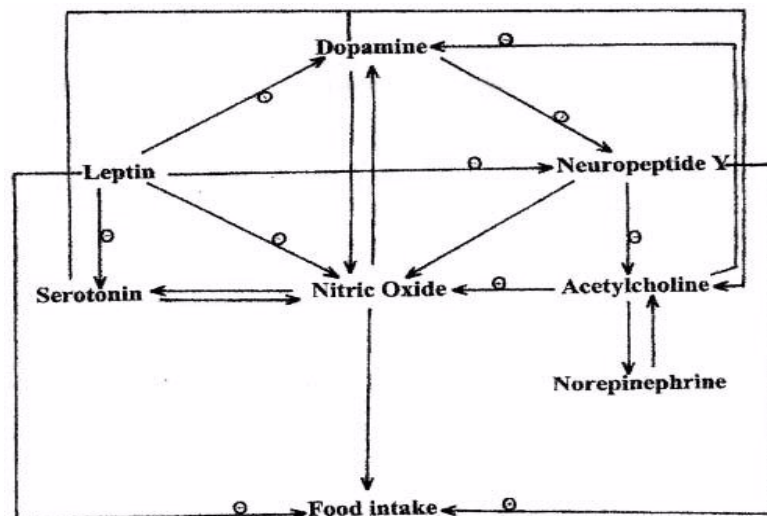 Dopamine
Leptin
Neuropeptide Y
Serotonin
Nitric Oxide
Acetylcholine
Norepinephrine
Food intake